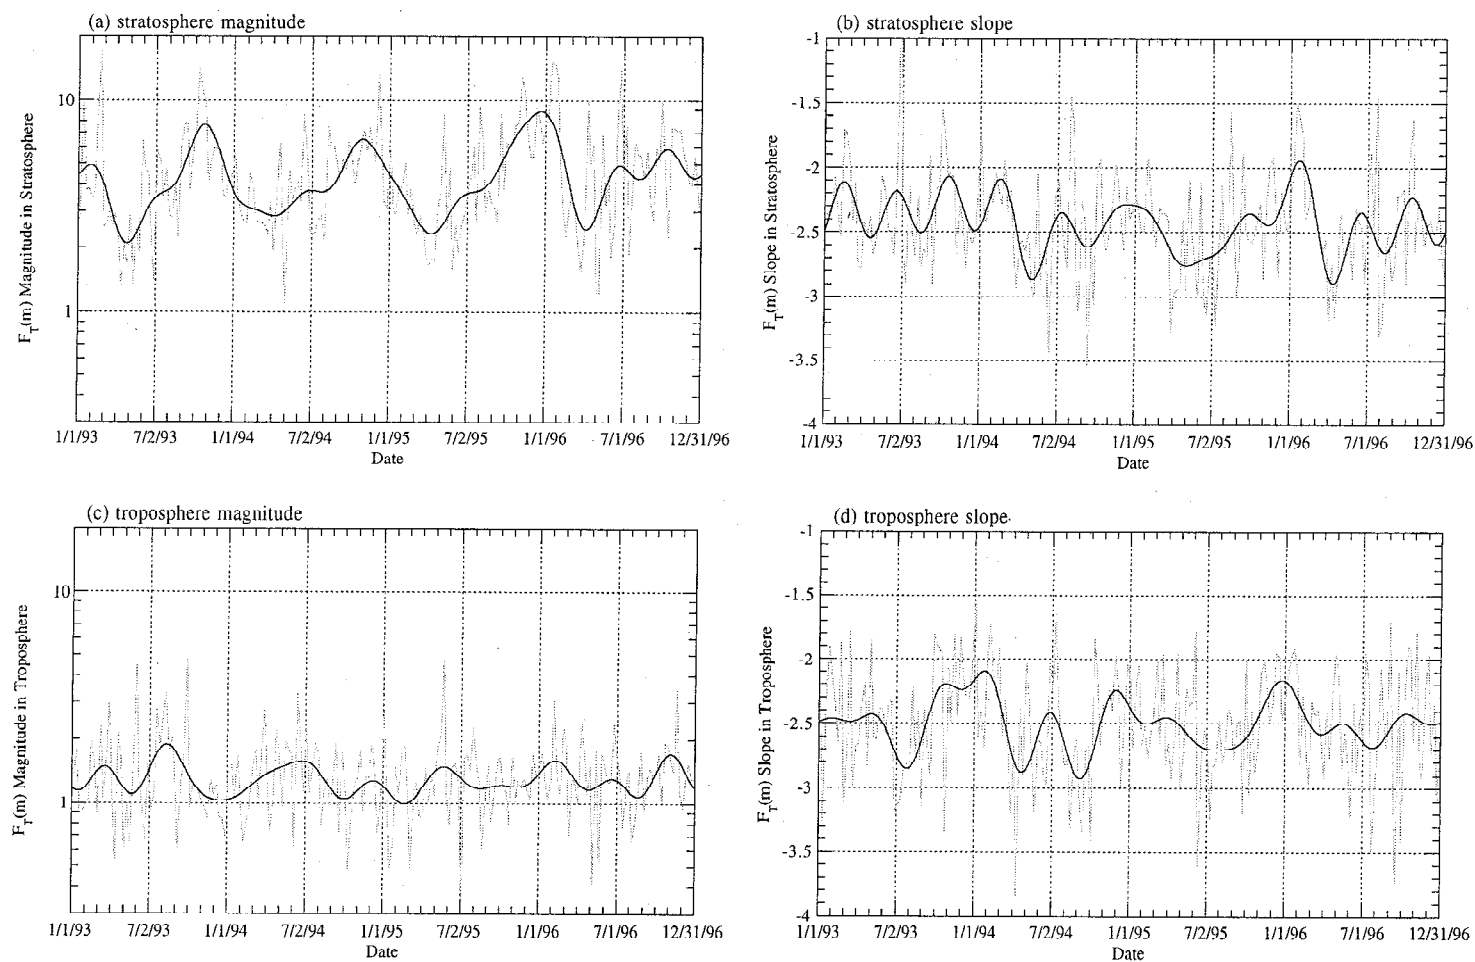 (a) stratosphere magnitude
10
1
F_T(m) Magnitude in Stratosphere
1/1/93 7/2/93 1/1/94 7/2/94 1/1/95 7/2/95 1/1/96 7/1/96 12/31/96
Date
(b) stratosphere slope
-1
-1.5
-2
-2.5
-3
-3.5
-4
F_T(m) Slope in Stratosphere
1/1/93 7/2/93 1/1/94 7/2/94 1/1/95 7/2/95 1/1/96 7/1/96 12/31/96
Date
(c) troposphere magnitude
10
1
F_T(m) Magnitude in Troposphere
1/1/93 7/2/93 1/1/94 7/2/94 1/1/95 7/2/95 1/1/96 7/1/96 12/31/96
Date
(d) troposphere slope
-1
-1.5
-2
-2.5
-3
-3.5
-4
F_T(m) Slope in Troposphere
1/1/93 7/2/93 1/1/94 7/2/94 1/1/95 7/2/95 1/1/96 7/1/96 12/31/96
Date